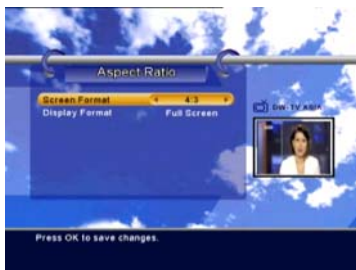 Aspect Ratio
Screen Format 4:3
Display Format Full Screen
DW-TV ASIA
Press OK to save changes.